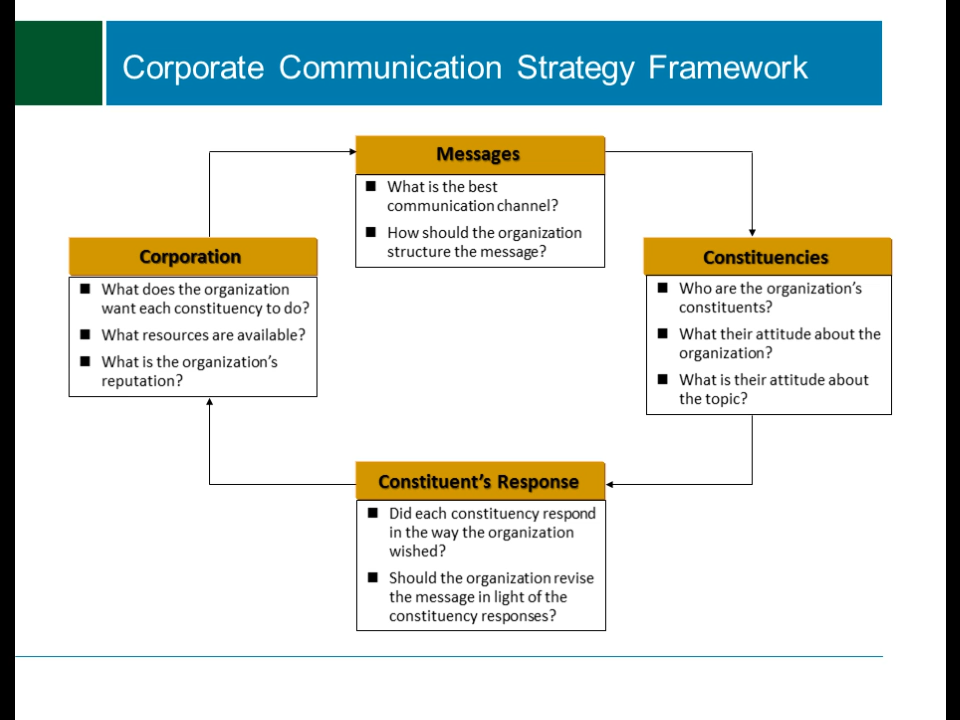 Corporate Communication Strategy Framework
Messages
■ What is the best
communication channel?
■ How should the organization
structure the message?
Corporation
■ What does the organization
want each constituency to do?
■ What resources are available?
■ What is the organization's
reputation?
Constituencies
■ Who are the organization's
constituents?
■ What their attitude about the
organization?
■ What is their attitude about
the topic?
Constituent's Response
■ Did each constituency respond
in the way the organization
wished?
■ Should the organization revise
the message in light of the
constituency responses?